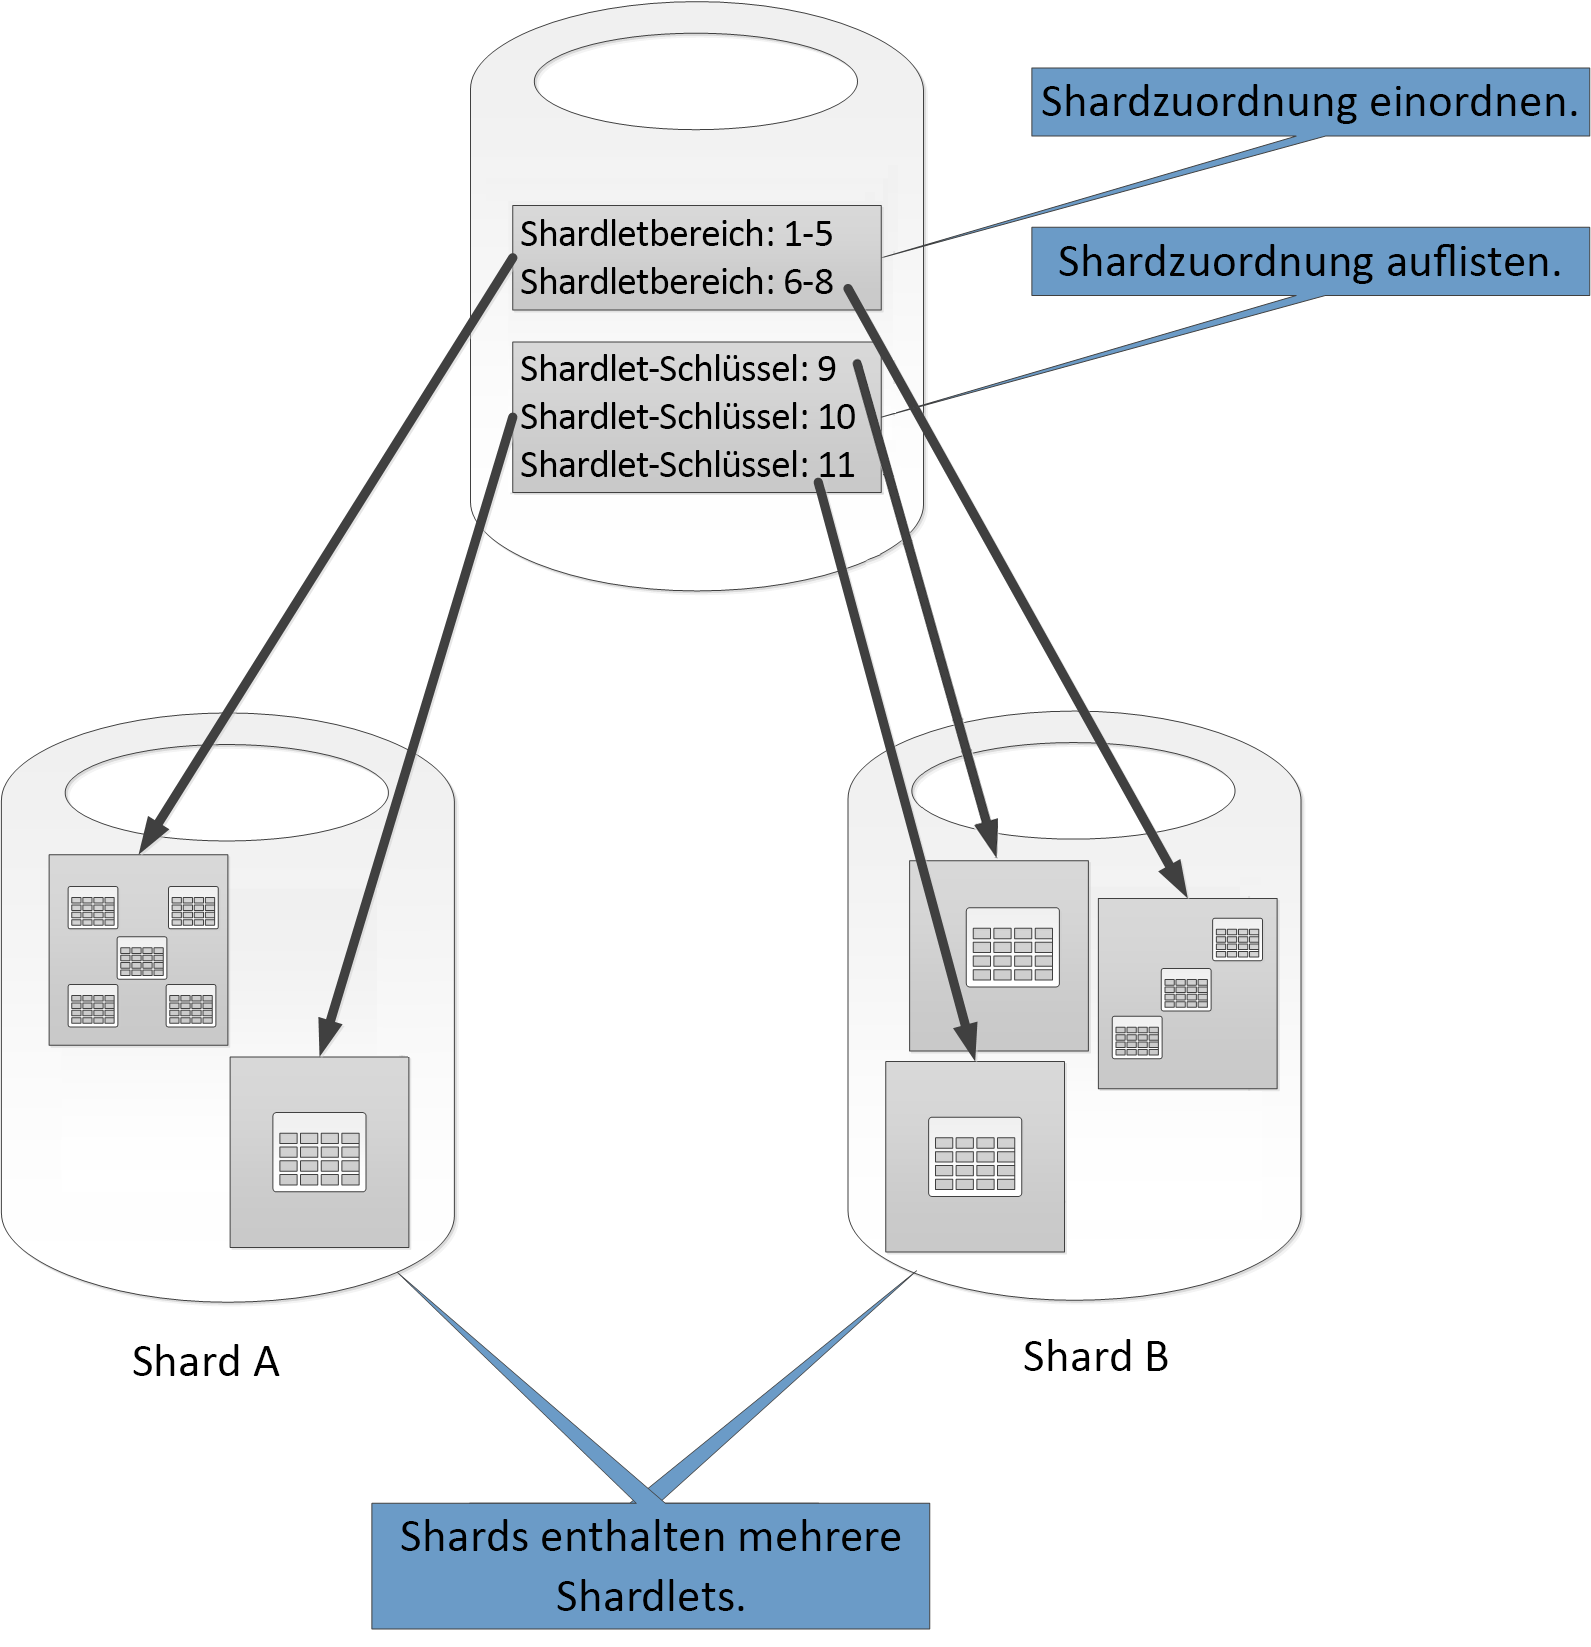 Shardzuordnung einordnen.
Shardletbereich: 1-5
Shardletbereich: 6-8
Shardzuordnung auflisten.
Shardlet-Schlüssel: 9
Shardlet-Schlüssel: 10
Shardlet-Schlüssel: 11
Shard A
Shard B
Shards enthalten mehrere
Shardlets.